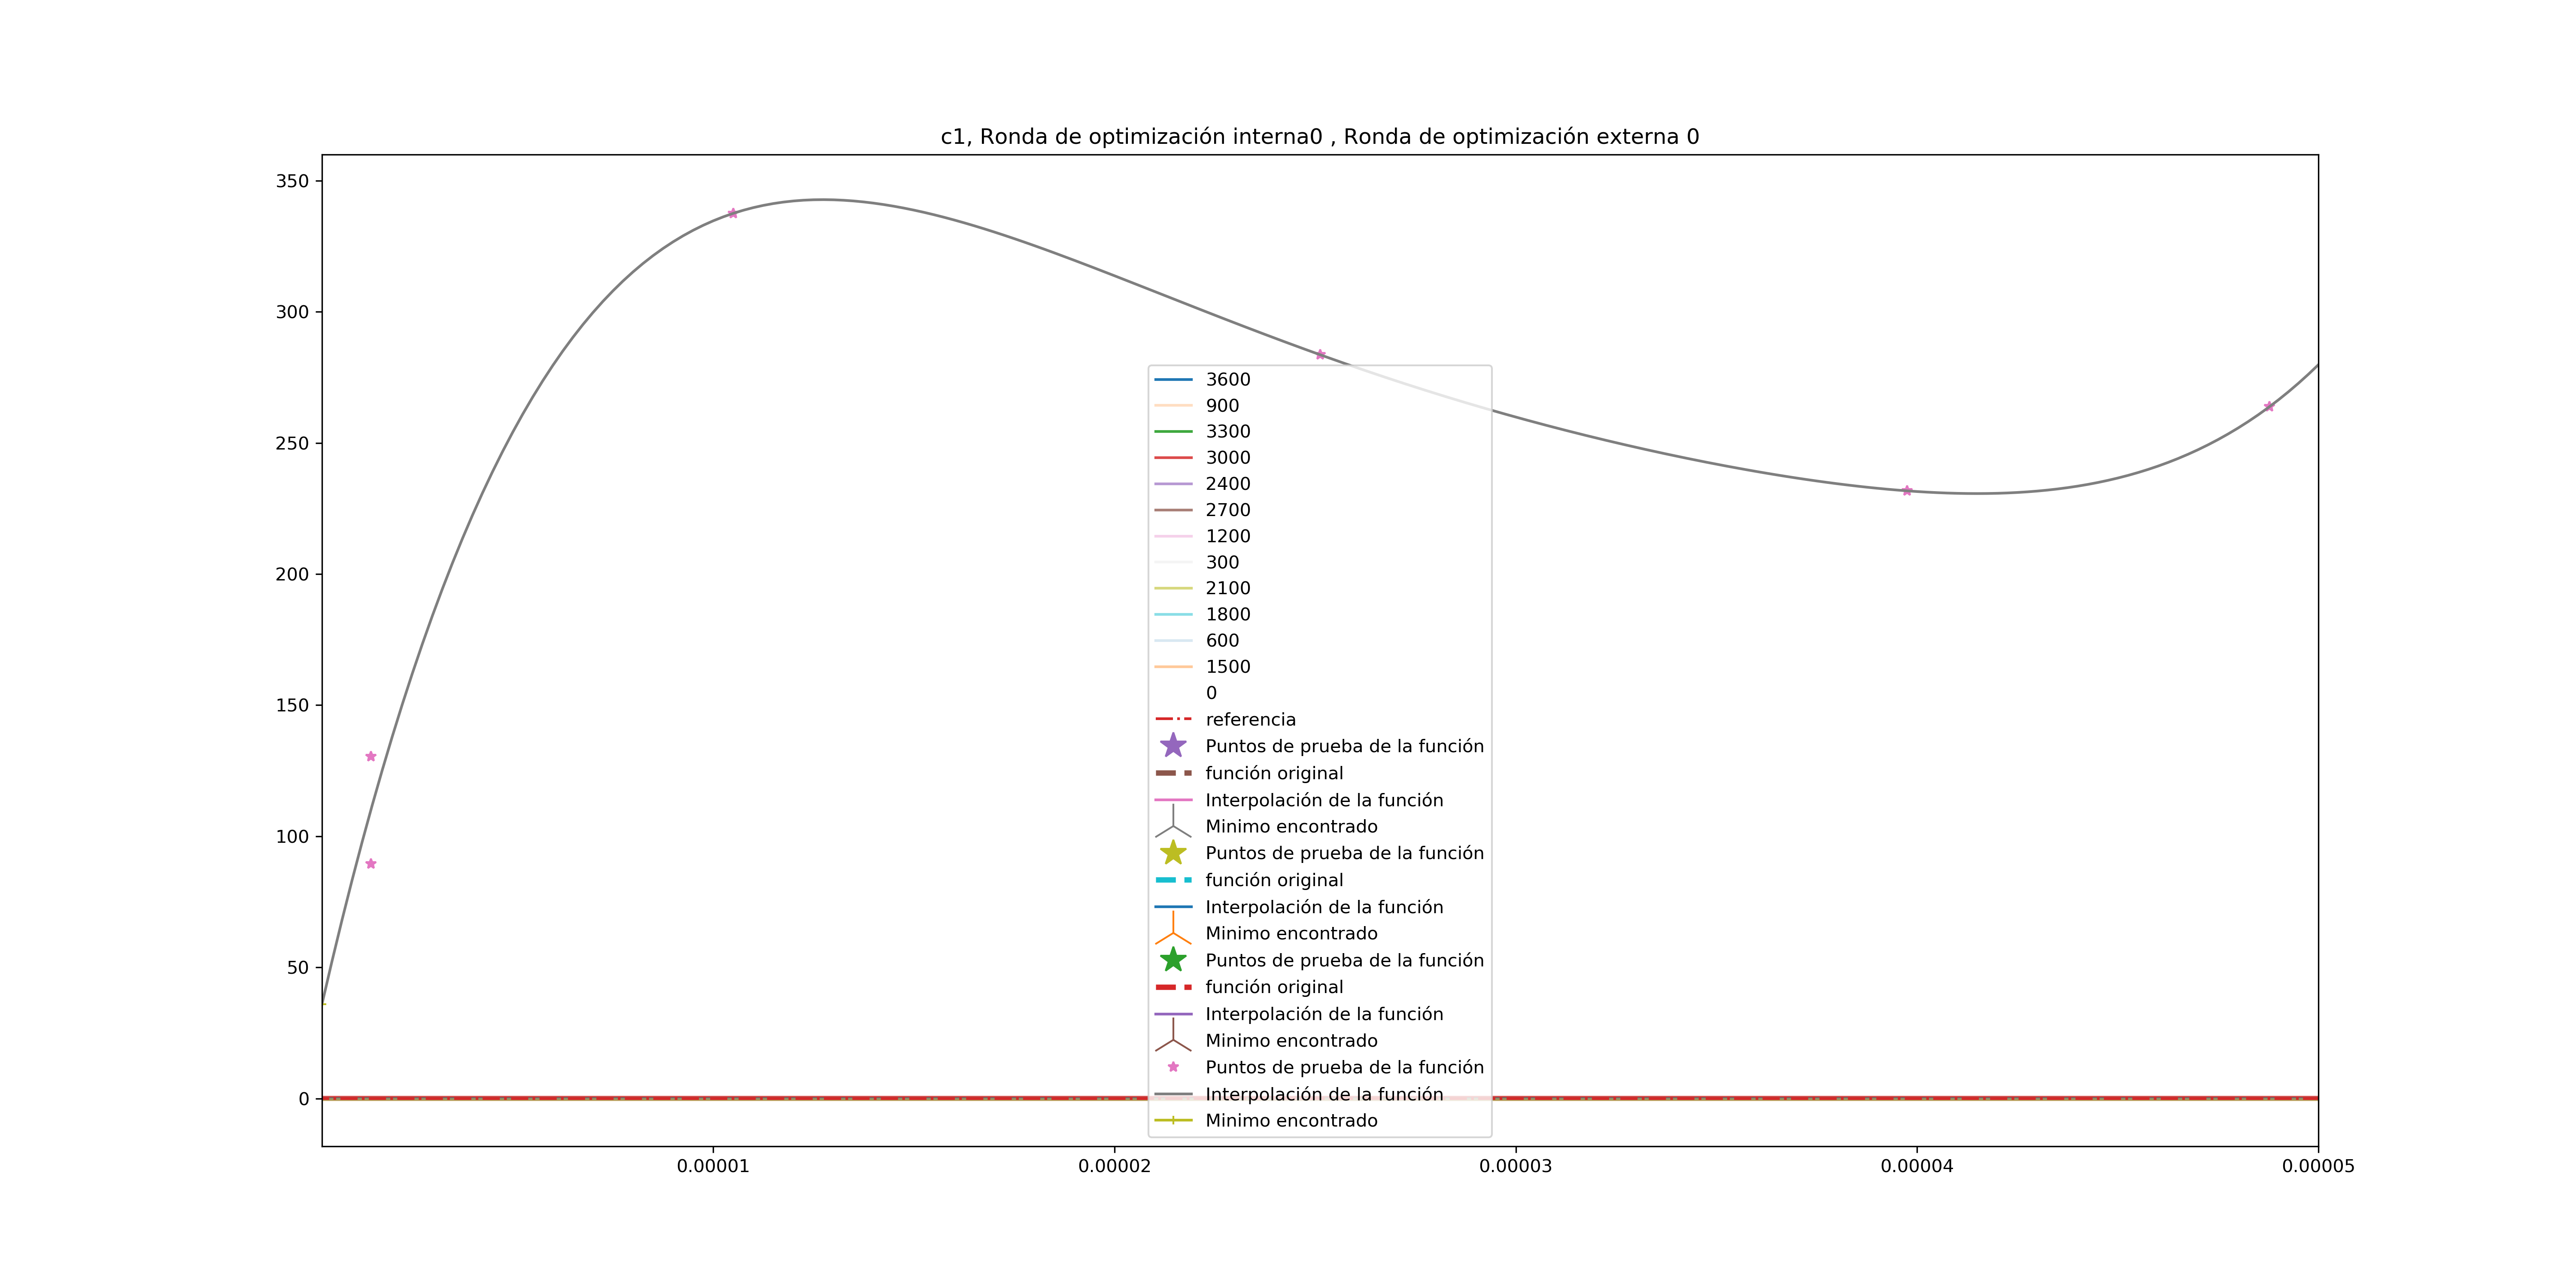 c1, Ronda de optimización interna0 , Ronda de optimización externa 0
350
300
250
200
150
100
50
0
3600
900
3300
3000
2400
2700
1200
300
2100
1800
600
1500
0
referencia
Puntos de prueba de la función
función original
Interpolación de la función
Minimo encontrado
Puntos de prueba de la función
función original
Interpolación de la función
Minimo encontrado
Puntos de prueba de la función
función original
Interpolación de la función
Minimo encontrado
Puntos de prueba de la función
Interpolación de la función
Minimo encontrado
0.00001 0.00002 0.00003 0.00004 0.00005